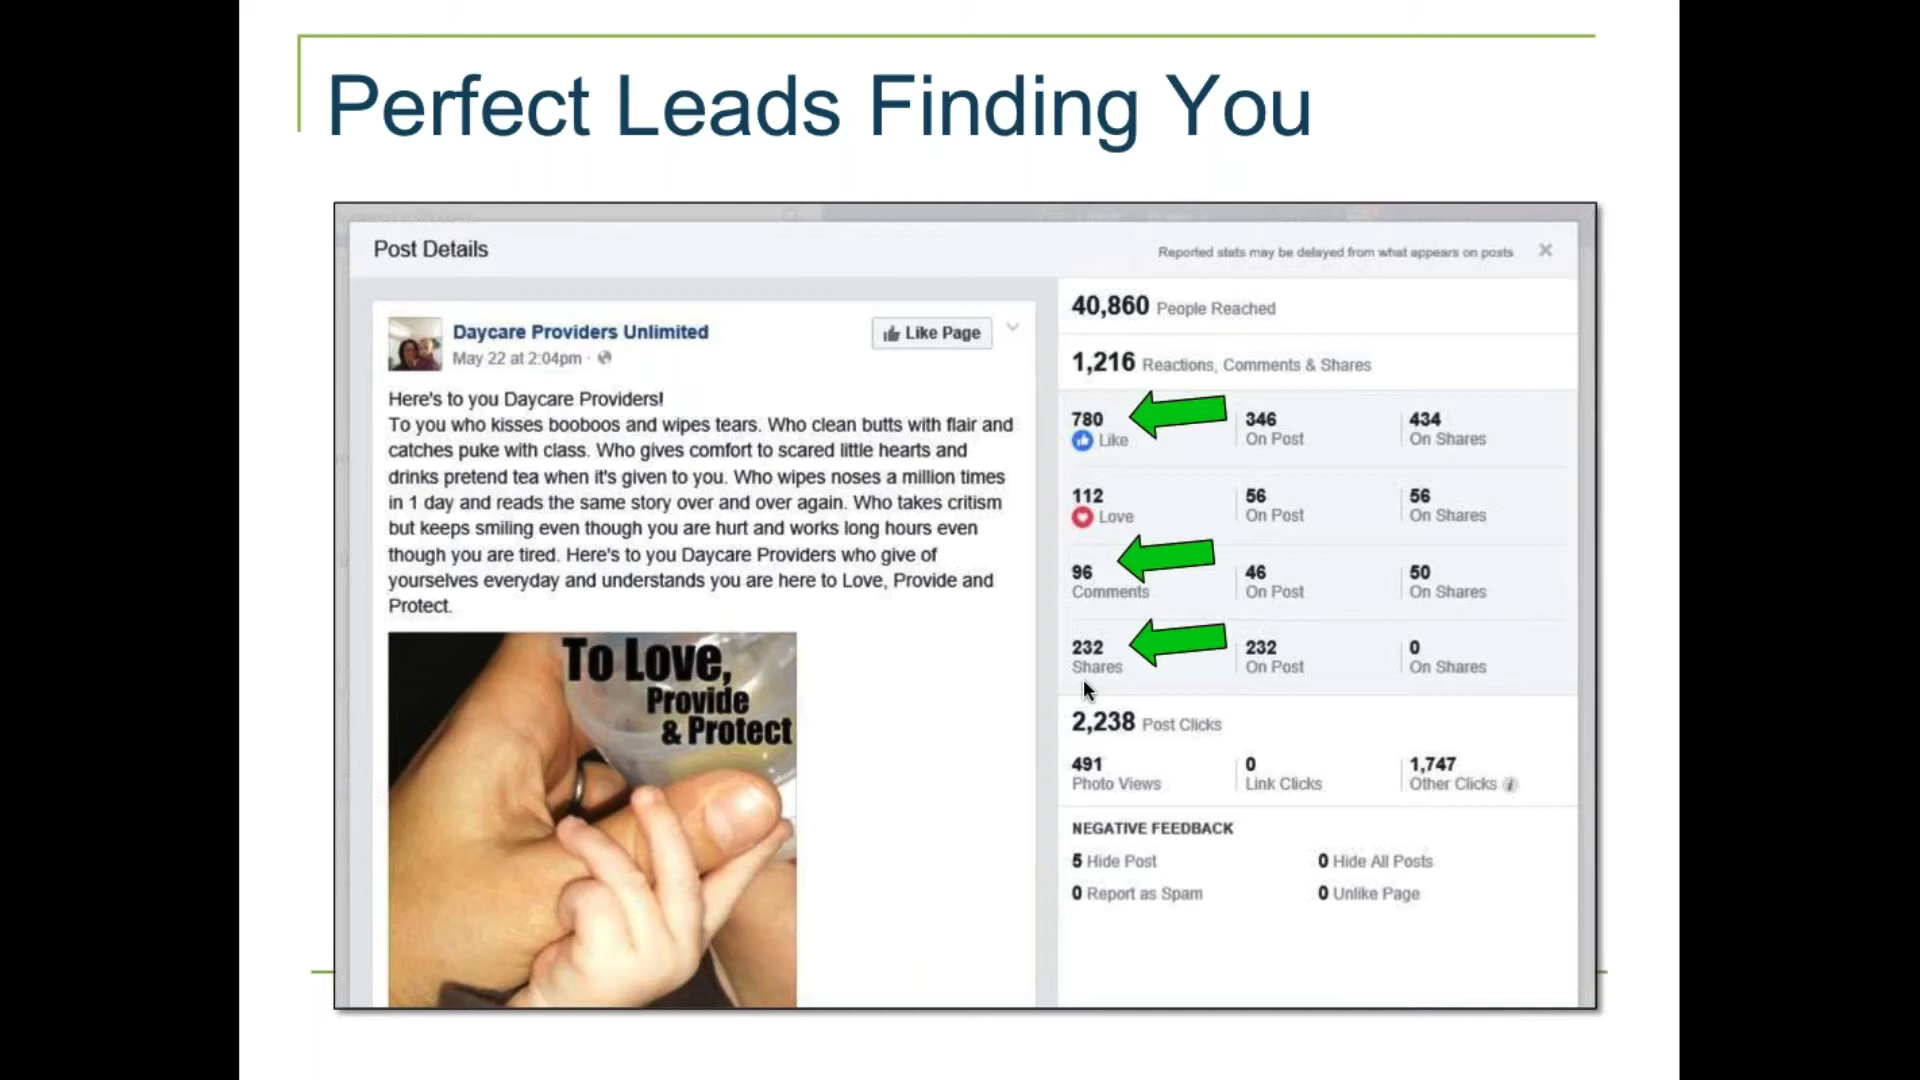 Perfect Leads Finding You
Post Details
Reported stats may be delayed from what appears on posts
Daycare Providers Unlimited
May 22 at 2:04pm ·
Like Page
Here's to you Daycare Providers!
To you who kisses booboos and wipes tears. Who clean butts with flair and
catches puke with class. Who gives comfort to scared little hearts and
drinks pretend tea when it's given to you. Who wipes noses a million times
in 1 day and reads the same story over and over again. Who takes critism
but keeps smiling even though you are hurt and works long hours even
though you are tired. Here's to you Daycare Providers who give of
yourselves everyday and understands you are here to Love, Provide and
Protect.
To Love,
Provide
& Protect
40,860 People Reached
1,216 Reactions, Comments & Shares
780 346 434
Like On Post On Shares
112 56 56
Love On Post On Shares
96 46 50
Comments On Post On Shares
232 232 0
Shares On Post On Shares
2,238 Post Clicks
491 0 1,747
Photo Views Link Clicks Other Clicks
NEGATIVE FEEDBACK
5 Hide Post 0 Hide All Posts
0 Report as Spam 0 Unlike Page